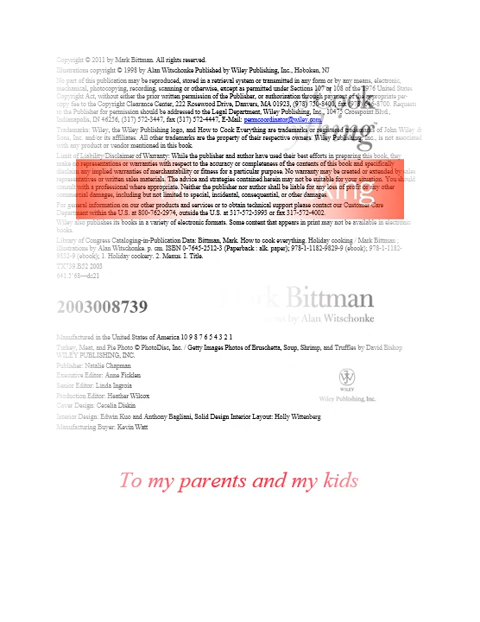 Copyright © 2011 by Mark Bittman. All rights reserved.
Illustrations copyright © 1998 by Alan Witschonke Published by Wiley Publishing, Inc., Hoboken, NJ
No part of this publication may be reproduced, stored in a retrieval system or transmitted in any form or by any means, electronic,
mechanical, photocopying, recording, scanning or otherwise, except as permitted under Sections 107 or 108 of the 1976 United States
Copyright Act, without either the prior written permission of the Publisher, or authorization through payment of the appropriate per-
copy fee to the Copyright Clearance Center, 222 Rosewood Drive, Danvers, MA 01923, (978) 750-8400, fax Requests
to the Publisher for permission should be addressed to the Legal Department, Wiley Publishing, Inc., 10475 Crosspoint Blvd.,
Indianapolis, IN 46256, (317) 572-3447, fax (317) 572-4447, E-Mail: permcoordinator@wiley.com.
Trademarks: Wiley, the Wiley Publishing logo, and How to Cook Everything are trademarks or registered trademarks of John Wiley &
Sons, Inc. and/or its affiliates. All other trademarks are the property of their respective owners. Wiley Publishing, Inc., is not associated
with any product or vendor mentioned in this book.
Limit of Liability/Disclaimer of Warranty: While the publisher and author have used their best efforts in preparing this book, they
make no representations or warranties with respect to the accuracy or completeness of the contents of this book and specifically
disclaim any implied warranties of merchantability or fitness for a particular purpose. No warranty may be created or extended by sales
representatives or written sales materials. The advice and strategies contained herein may not be suitable for your situation. You should
consult with a professional where appropriate. Neither the publisher nor author shall be liable for any loss of profit or any other
commercial damages, including but not limited to special, incidental, consequential, or other damages.
For general information on our other products and services or to obtain technical support please contact our Customer Care
Department within the U.S. at 800-762-2974, outside the U.S. at 317-572-3993 or fax 317-572-4002.
Wiley also publishes its books in a variety of electronic formats. Some content that appears in print may not be available in electronic
books.
Library of Congress Cataloging-in-Publication Data: Bittman, Mark. How to cook everything. Holiday cooking / Mark Bittman ;
illustrations by Alan Witschonke. p. cm. ISBN 0-7645-2512-3 (Paperback : alk. paper); 978-1-1182-9829-9 (ebook); 978-1-1182-
9832-9 (ebook); 1. Holiday cookery. 2. Menus. I. Title.
TX739.B52 2003
641.5'68—dc21
2003008739
Mark Bittman
by Alan Witschonke
Manufactured in the United States of America 10 9 8 7 6 5 4 3 2 1
Turkey, Meat, and Pie Photo © PhotoDisc, Inc. / Getty Images Photos of Bruschetta, Soup, Shrimp, and Truffles by David Bishop
WILEY PUBLISHING, INC.
Publisher: Natalie Chapman
Executive Editor: Anne Ficklen
Senior Editor: Linda Ingroia
Production Editor: Heather Wilcox
Cover Design: Cecelia Diskin
Interior Design: Edwin Kuo and Anthony Bagliani, Solid Design Interior Layout: Holly Wittenberg
Manufacturing Buyer: Kevin Watt
WILEY
Wiley Publishing, Inc.
To my parents and my kids